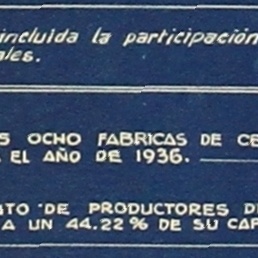 incluida la participación
ales.
S OCHO FABRICAS DE CE
EL AÑO DE 1936.
TO DE PRODUCTORES D
A UN 44.22% DE SU CAP